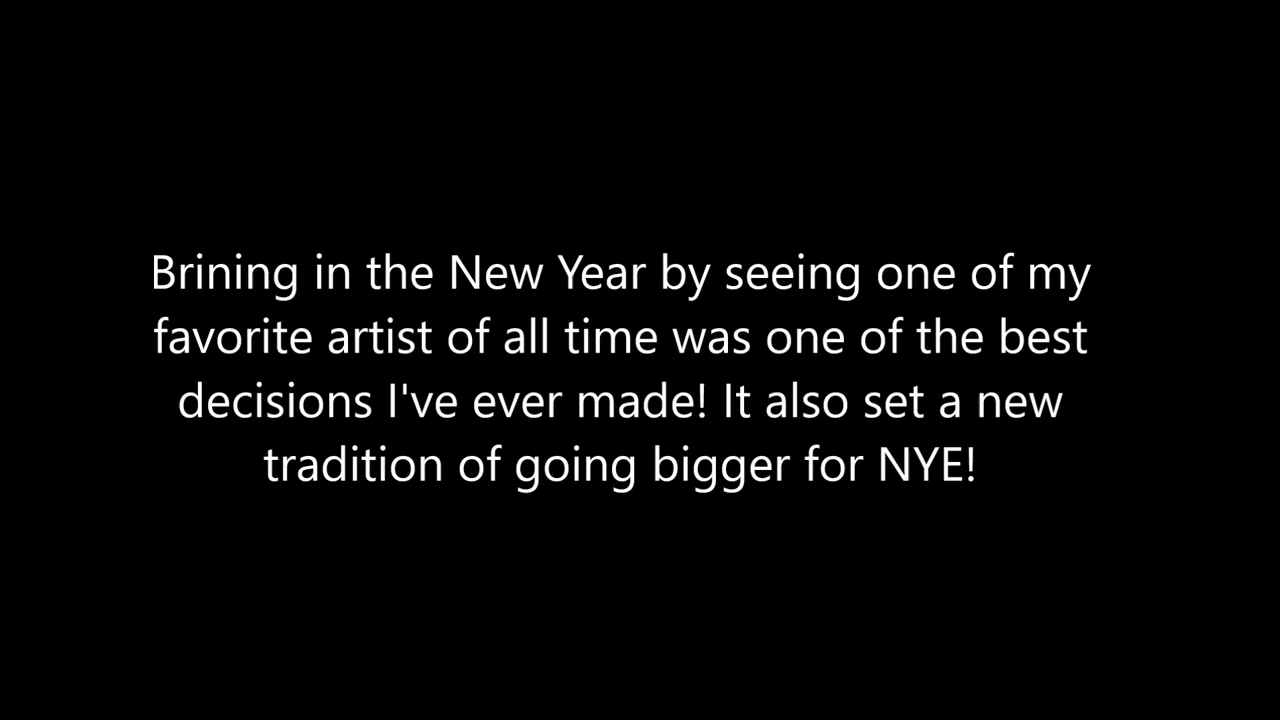 Brining in the New Year by seeing one of my
favorite artist of all time was one of the best
decisions I've ever made! It also set a new
tradition of going bigger for NYE!